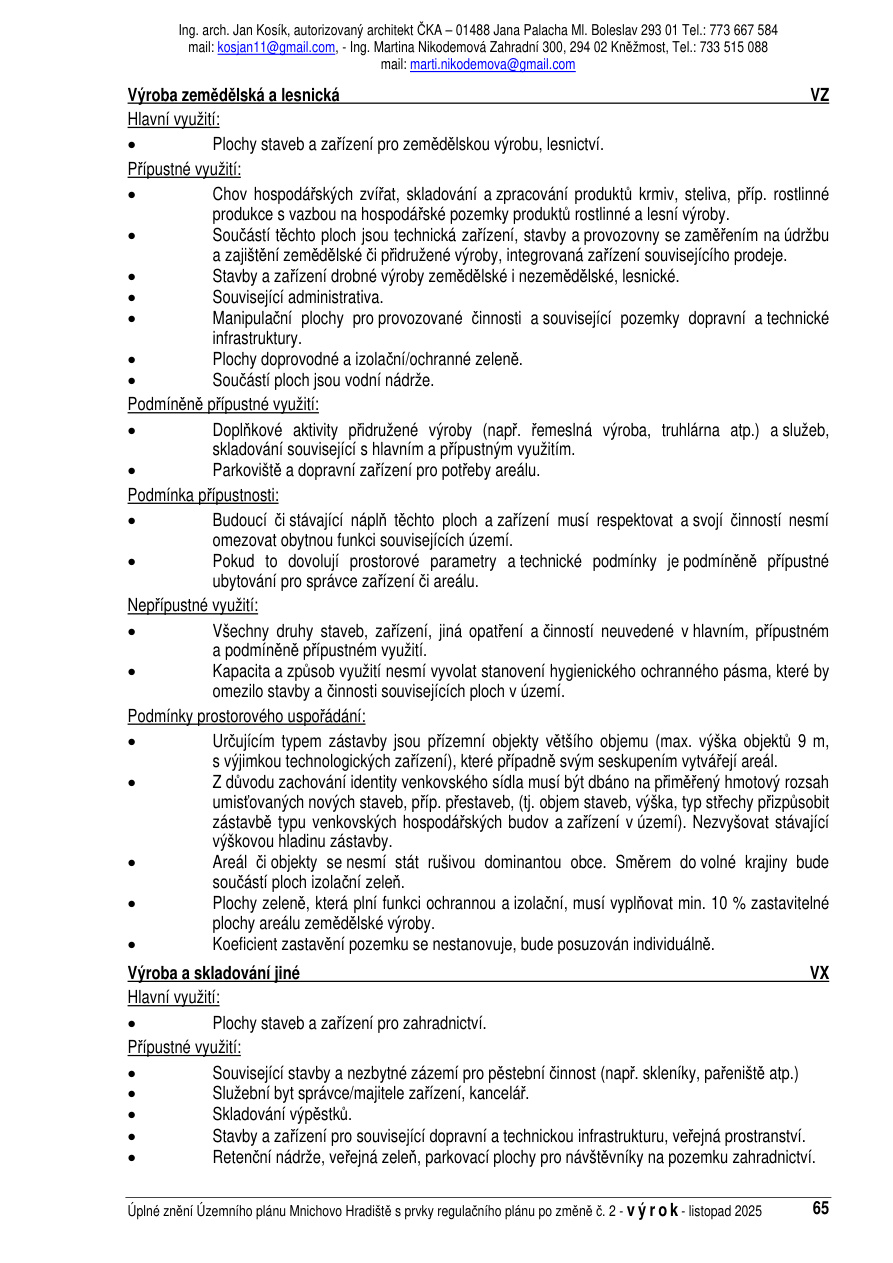 Ing. arch. Jan Kosík, autorizovaný architekt ČKA – 01488 Jana Palacha Ml. Boleslav 293 01 Tel.: 773 667 584
mail: kosjan11@gmail.com, - Ing. Martina Nikodemová Zahradní 300, 294 02 Kněžmost, Tel.: 733 515 088
mail: marti.nikodemova@gmail.com
Výroba zemědělská a lesnická VZ
Hlavní využití:
• Plochy staveb a zařízení pro zemědělskou výrobu, lesnictví.
Přípustné využití:
• Chov hospodářských zvířat, skladování a zpracování produktů krmiv, steliva, příp. rostlinné
produkce s vazbou na hospodářské pozemky produktů rostlinné a lesní výroby.
• Součástí těchto ploch jsou technická zařízení, stavby a provozovny se zaměřením na údržbu
a zajištění zemědělské či přidružené výroby, integrovaná zařízení souvisejícího prodeje.
• Stavby a zařízení drobné výroby zemědělské i nezemědělské, lesnické.
• Související administrativa.
• Manipulační plochy pro provozované činnosti a související pozemky dopravní a technické
infrastruktury.
• Plochy doprovodné a izolační/ochranné zeleně.
• Součástí ploch jsou vodní nádrže.
Podmíněně přípustné využití:
• Doplňkové aktivity přidružené výroby (např. řemeslná výroba, truhlárna atp.) a služeb,
skladování související s hlavním a přípustným využitím.
• Parkoviště a dopravní zařízení pro potřeby areálu.
Podmínka přípustnosti:
• Budoucí či stávající náplň těchto ploch a zařízení musí respektovat a svojí činností nesmí
omezovat obytnou funkci souvisejících území.
• Pokud to dovolují prostorové parametry a technické podmínky je podmíněně přípustné
ubytování pro správce zařízení či areálu.
Nepřípustné využití:
• Všechny druhy staveb, zařízení, jiná opatření a činností neuvedené v hlavním, přípustném
a podmíněně přípustném využití.
• Kapacita a způsob využití nesmí vyvolat stanovení hygienického ochranného pásma, které by
omezilo stavby a činnosti souvisejících ploch v území.
Podmínky prostorového uspořádání:
• Určujícím typem zástavby jsou přízemní objekty většího objemu (max. výška objektů 9 m,
s výjimkou technologických zařízení), které případně svým seskupením vytvářejí areál.
• Z důvodu zachování identity venkovského sídla musí být dbáno na přiměřený hmotový rozsah
umisťovaných nových staveb, příp. přestaveb, (tj. objem staveb, výška, typ střechy přizpůsobit
zástavbě typu venkovských hospodářských budov a zařízení v území). Nezvyšovat stávající
výškovou hladinu zástavby.
• Areál či objekty se nesmí stát rušivou dominantou obce. Směrem do volné krajiny bude
součástí ploch izolační zeleň.
• Plochy zeleně, která plní funkci ochrannou a izolační, musí vyplňovat min. 10 % zastavitelné
plochy areálu zemědělské výroby.
• Koeficient zastavění pozemku se nestanovuje, bude posuzován individuálně.
Výroba a skladování jiné VX
Hlavní využití:
• Plochy staveb a zařízení pro zahradnictví.
Přípustné využití:
• Související stavby a nezbytné zázemí pro pěstební činnost (např. skleníky, pařeniště atp.)
• Služební byt správce/majitele zařízení, kancelář.
• Skladování výpěstků.
• Stavby a zařízení pro související dopravní a technickou infrastrukturu, veřejná prostranství.
• Retenční nádrže, veřejná zeleň, parkovací plochy pro návštěvníky na pozemku zahradnictví.
Úplné znění Územního plánu Mnichovo Hradiště s prvky regulačního plánu po změně č. 2 - v ý r o k - listopad 2025 65